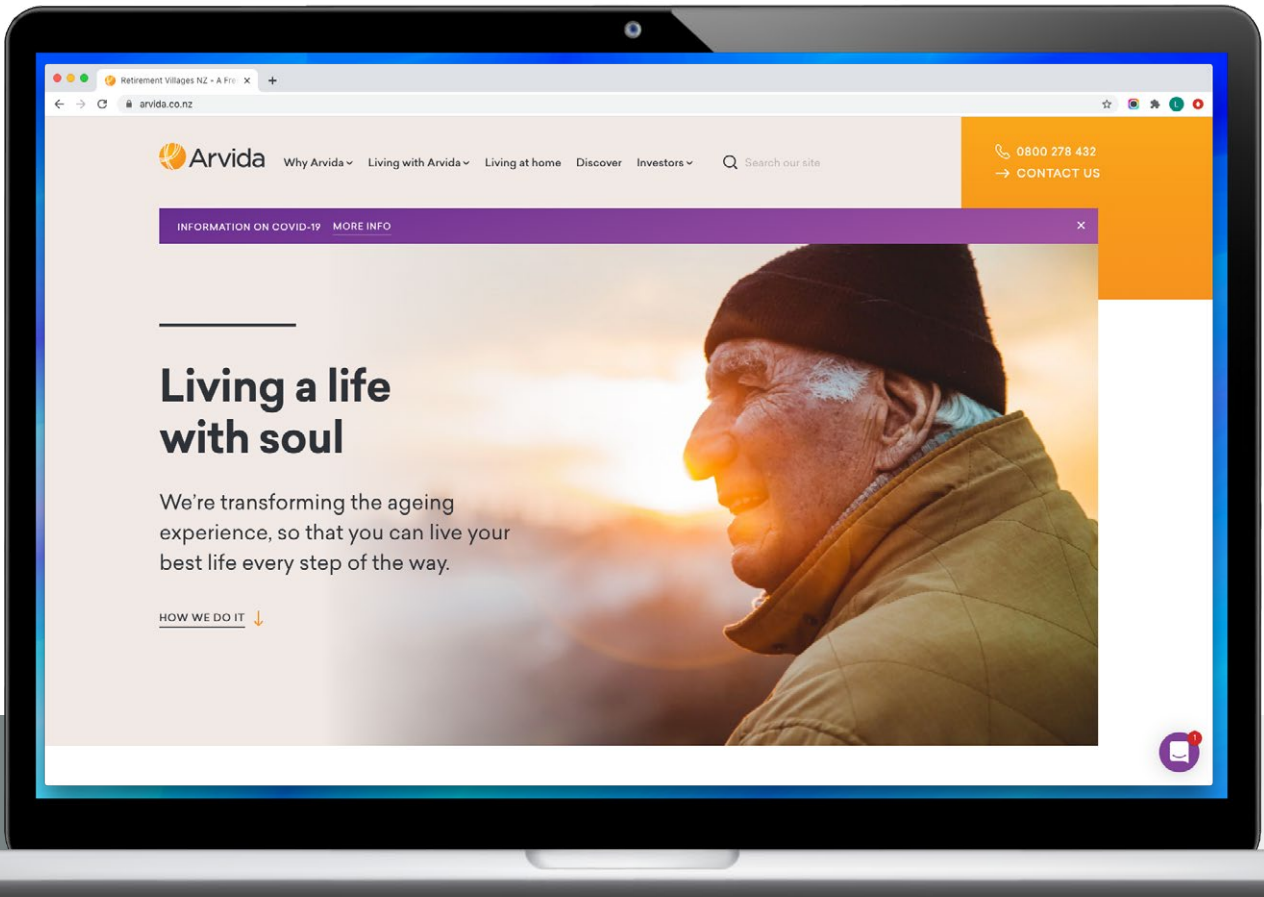 Retirement Villages NZ - A Fre
arvida.co.nz
L
Arvida
Why Arvida
Living with Arvida
Living at home
Discover
Investors
Search our site
0800 278 432
CONTACT US
INFORMATION ON COVID-19 MORE INFO
Living a life
with soul
We're transforming the ageing
experience, so that you can live your
best life every step of the way.
HOW WE DO IT
1